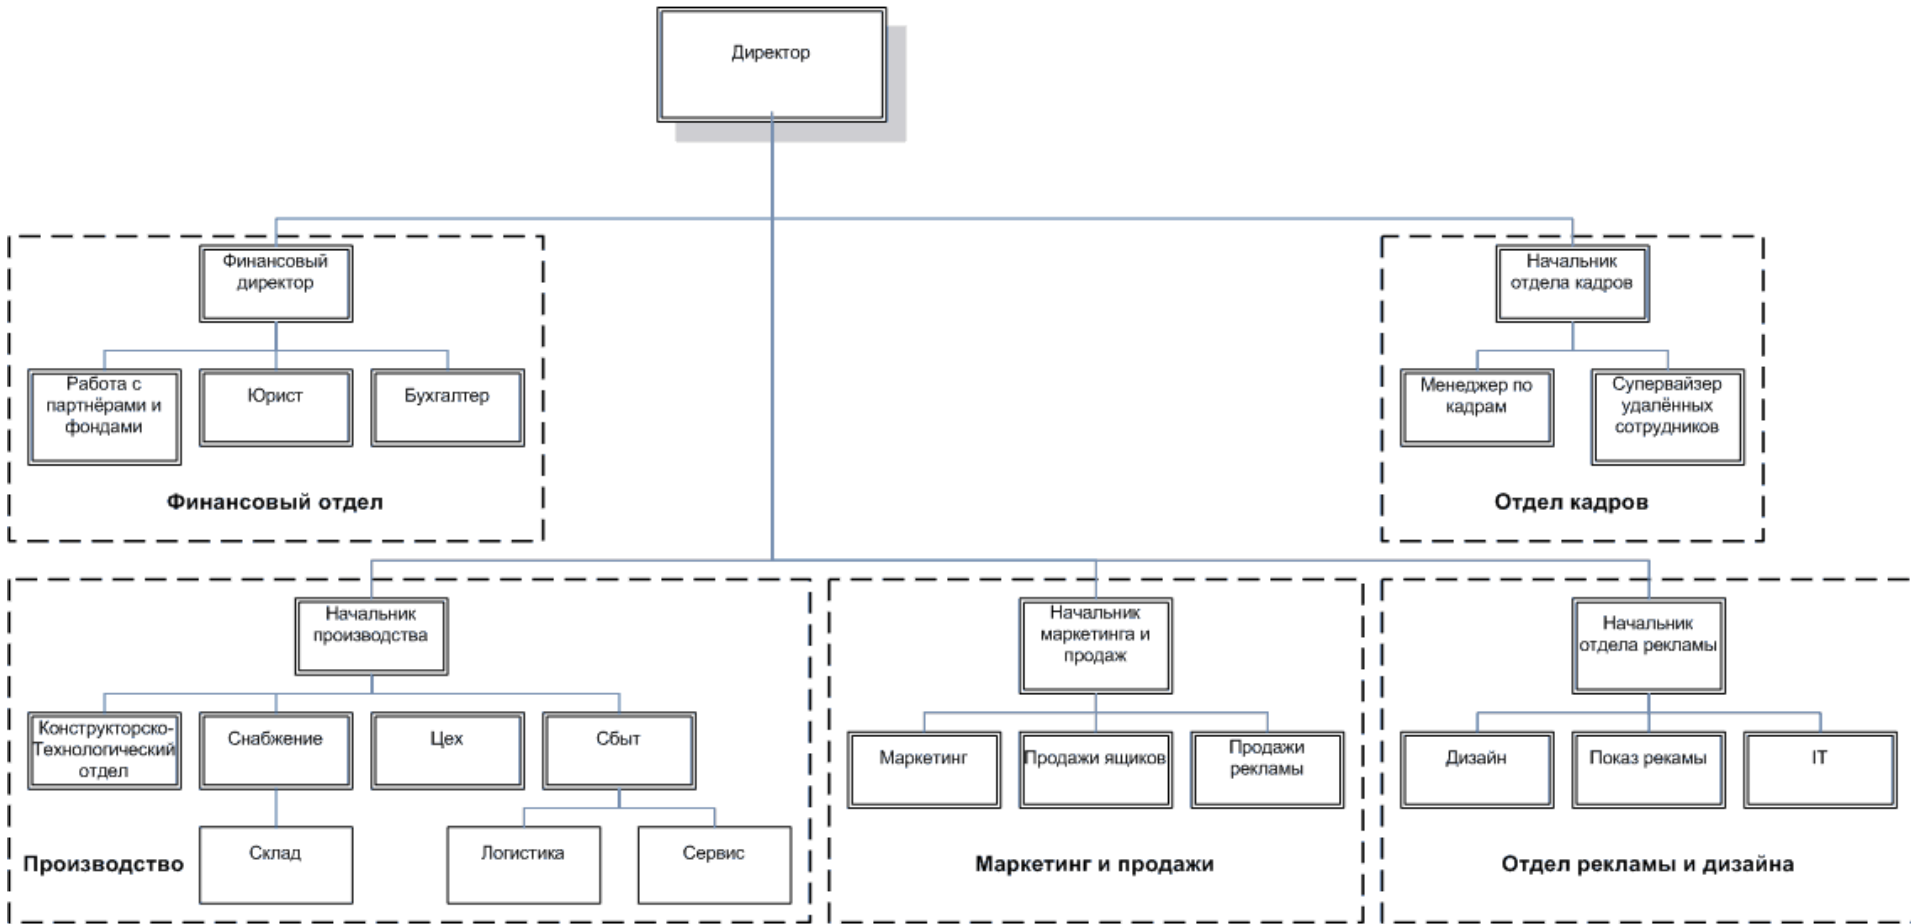 Директор
Финансовый
директор
Начальник
отдела кадров
Работа с
партнёрами и
фондами
Юрист
Бухгалтер
Менеджер по
кадрам
Супервайзер
удалённых
сотрудников
Финансовый отдел
Отдел кадров
Начальник
производства
Начальник
маркетинга и
продаж
Начальник
отдела рекламы
Конструкторско-
Технологический
отдел
Снабжение
Цех
Сбыт
Маркетинг
Продажи ящиков
Продажи
рекламы
Дизайн
Показ рекамы
IT
Склад
Логистика
Сервис
Производство
Маркетинг и продажи
Отдел рекламы и дизайна